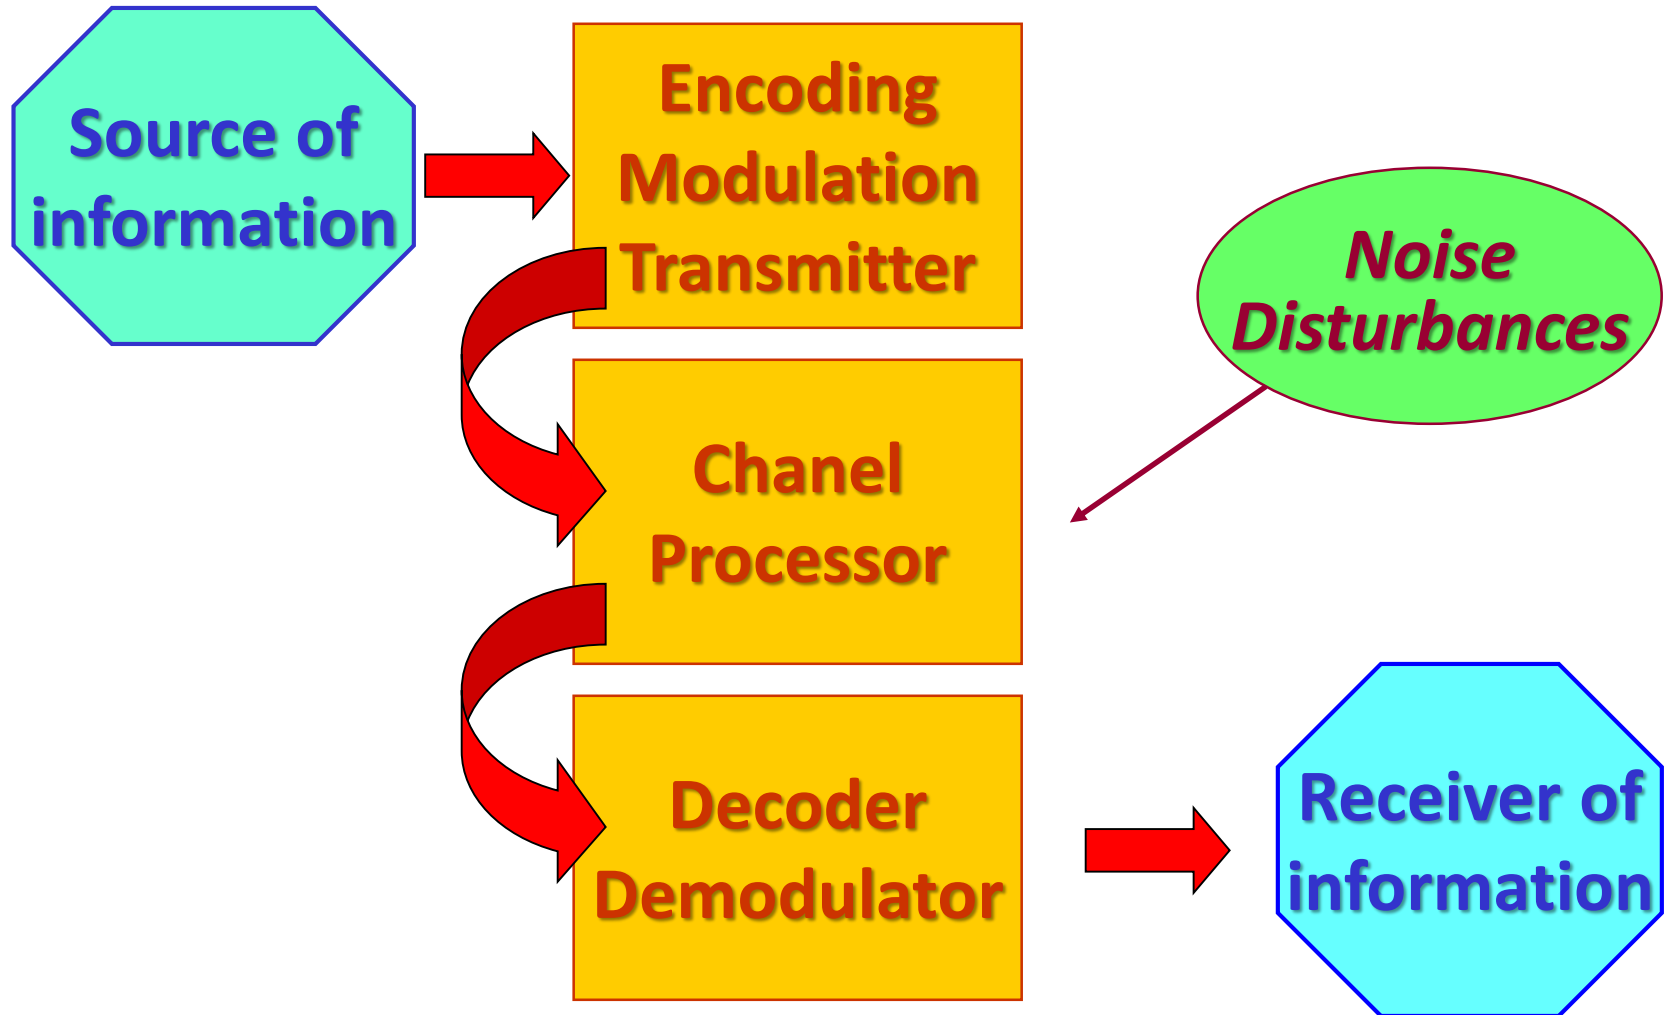 Source of
information
Encoding
Modulation
Transmitter
Noise
Disturbances
Chanel
Processor
Decoder
Demodulator
Receiver of
information